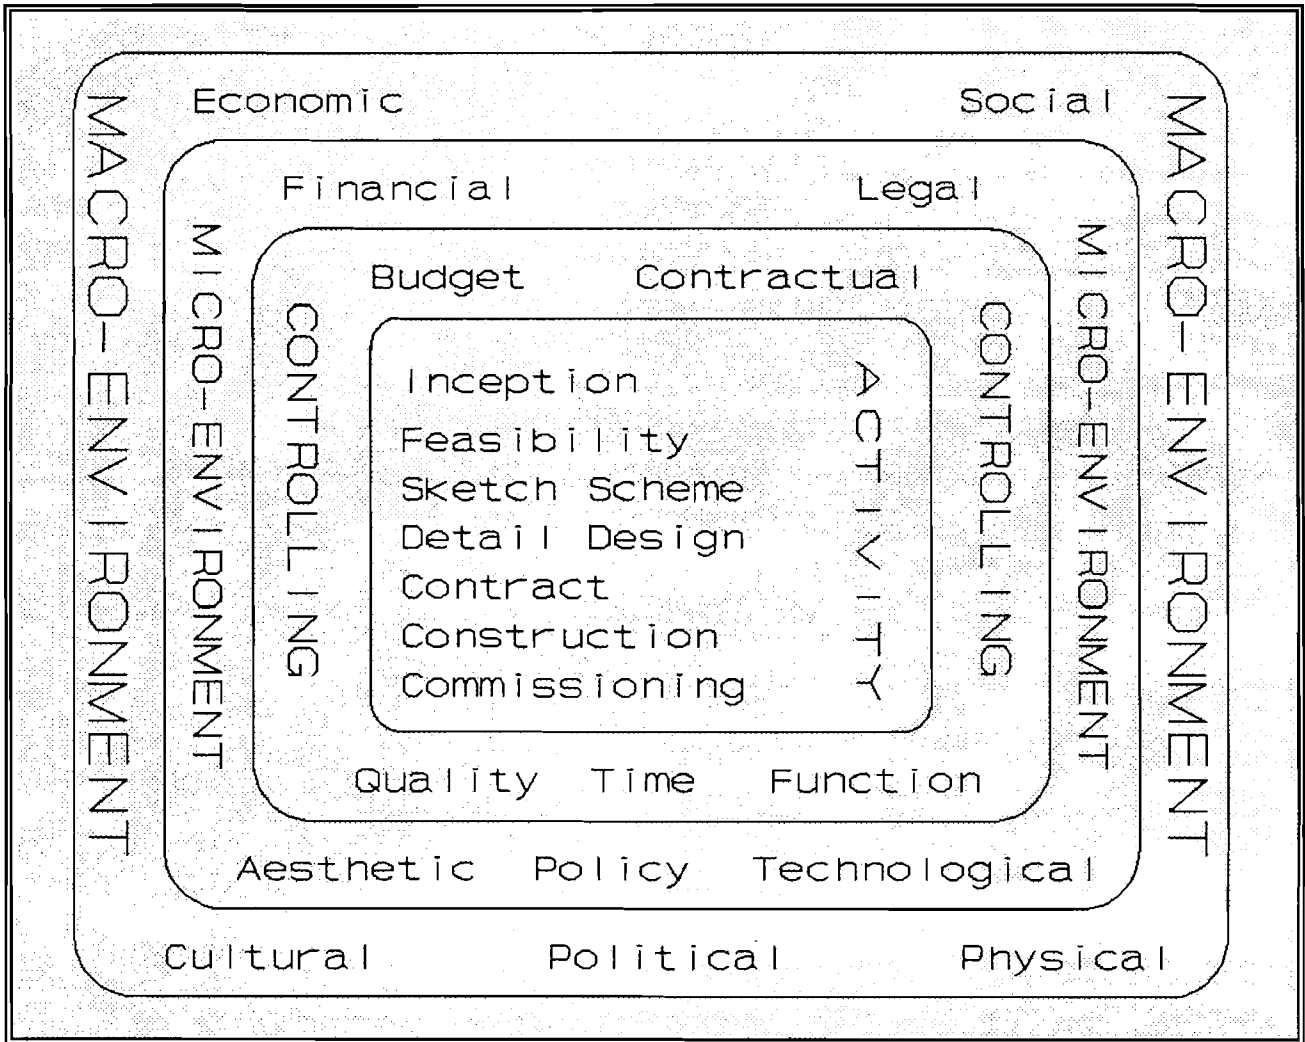 Economic Social
MACRO-ENVIRONMENT
MACRO-ENVIRONMENT
Financial Legal
MICRO-ENVIRONMENT
MICRO-ENVIRONMENT
Budget Contractual
CONTROLLING
CONTROLLING
Inception
Feasibility
Sketch Scheme
Detail Design
Contract
Construction
Commissioning
ACTIVITY
Quality Time Function
Aesthetic Policy Technological
Cultural Political Physical